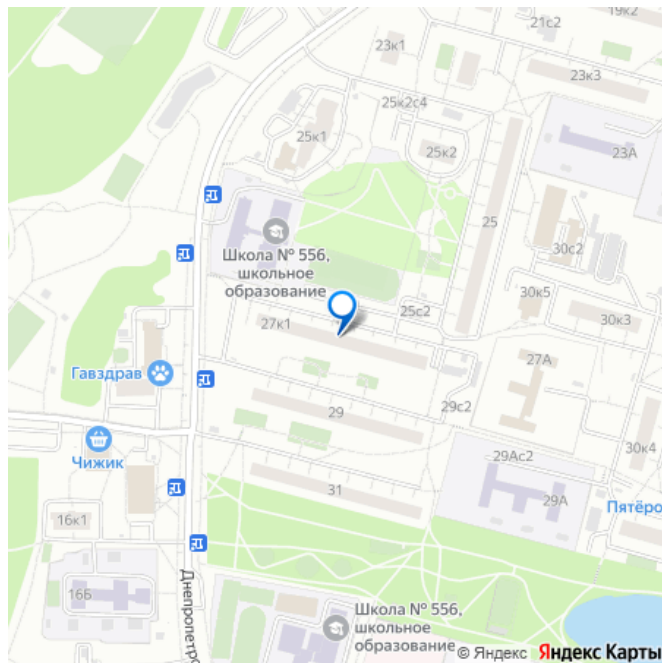 21с2
19к2
23к1
23к3
25к2с4
25к1
25к2
23А
25
30с2
Школа № 556,
школьное
образование
30к5
25с2
30к3
27к1
27А
Гавздрав
29с2
29
30к4
Чижик
29Ас2
31
29А
Пятёро
16к1
16Б
Днепропетро
Школа № 556,
школьное
образование
© Яндекс Яндекс Карты